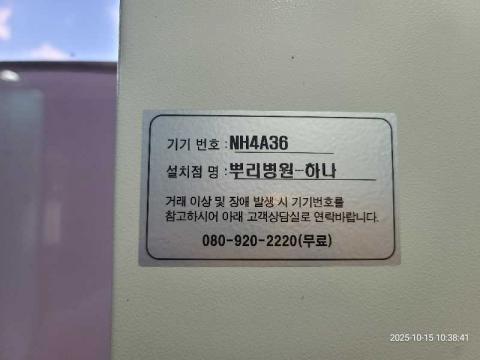 기기 번호 : NH4A36
설치점 명 : 뿌리병원-하나
거래 이상 및 장애 발생 시 기기번호를
참고하시어 아래 고객상담실로 연락바랍니다.
080-920-2220(무료)
2025-10-15 10:38:41